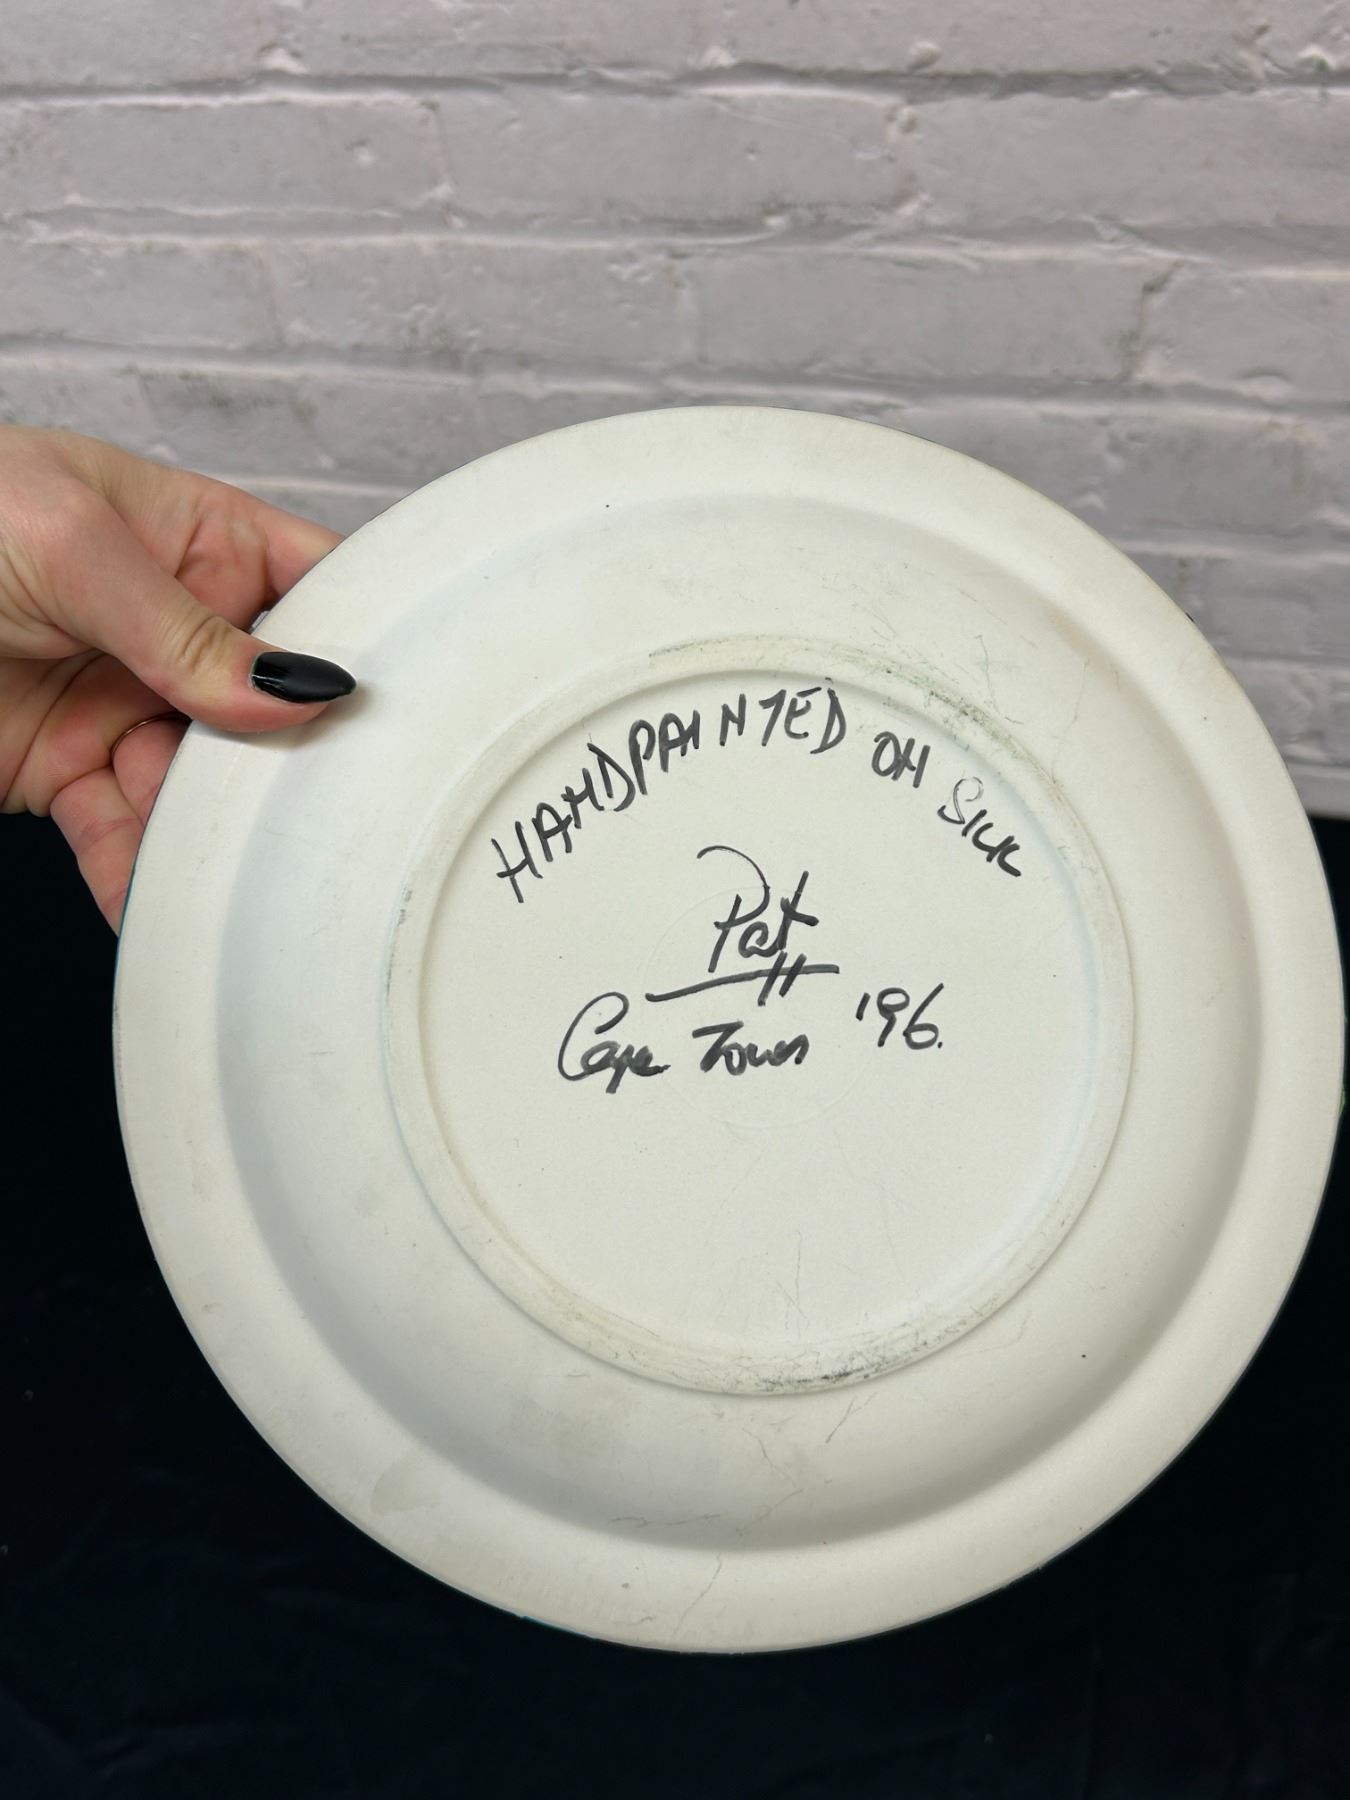 HANDPAINTED ON SILK
Pat
Cape Town '96.